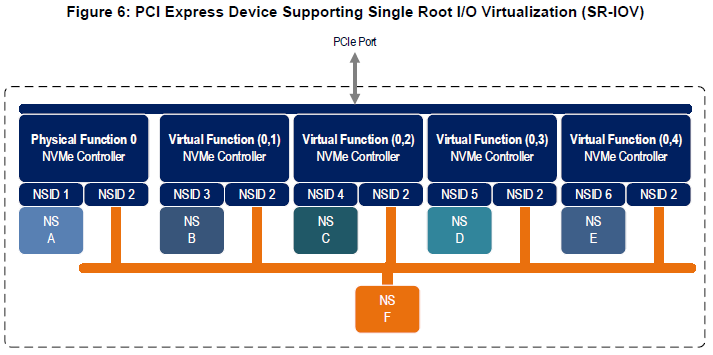 Figure 6: PCI Express Device Supporting Single Root I/O Virtualization (SR-IOV)
PCIe Port
Physical Function 0
NVMe Controller
Virtual Function (0,1)
NVMe Controller
Virtual Function (0,2)
NVMe Controller
Virtual Function (0,3)
NVMe Controller
Virtual Function (0,4)
NVMe Controller
NSID 1
NSID 2
NSID 3
NSID 2
NSID 4
NSID 2
NSID 5
NSID 2
NSID 6
NSID 2
NS
A
NS
B
NS
C
NS
D
NS
E
NS
F